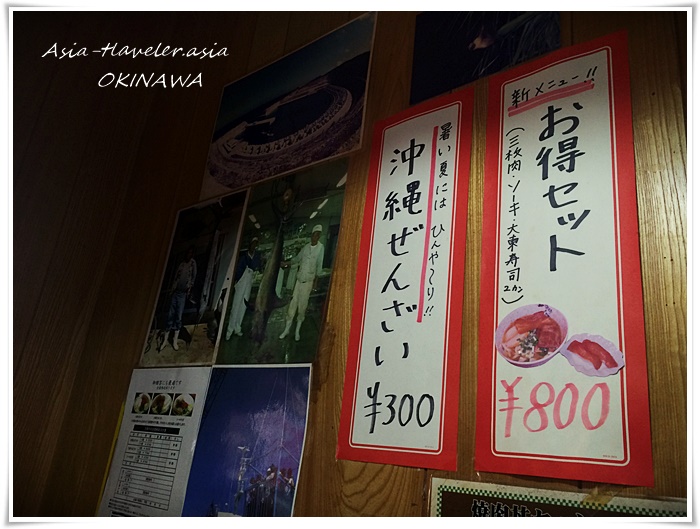 Asia-traveler.asia
OKINAWA
新メニュー!!
お得セット
(三枚肉・ソーキ・大東寿司2カン)
¥800
暑い夏には ひんや〜り!!
沖縄ぜんざい
¥300